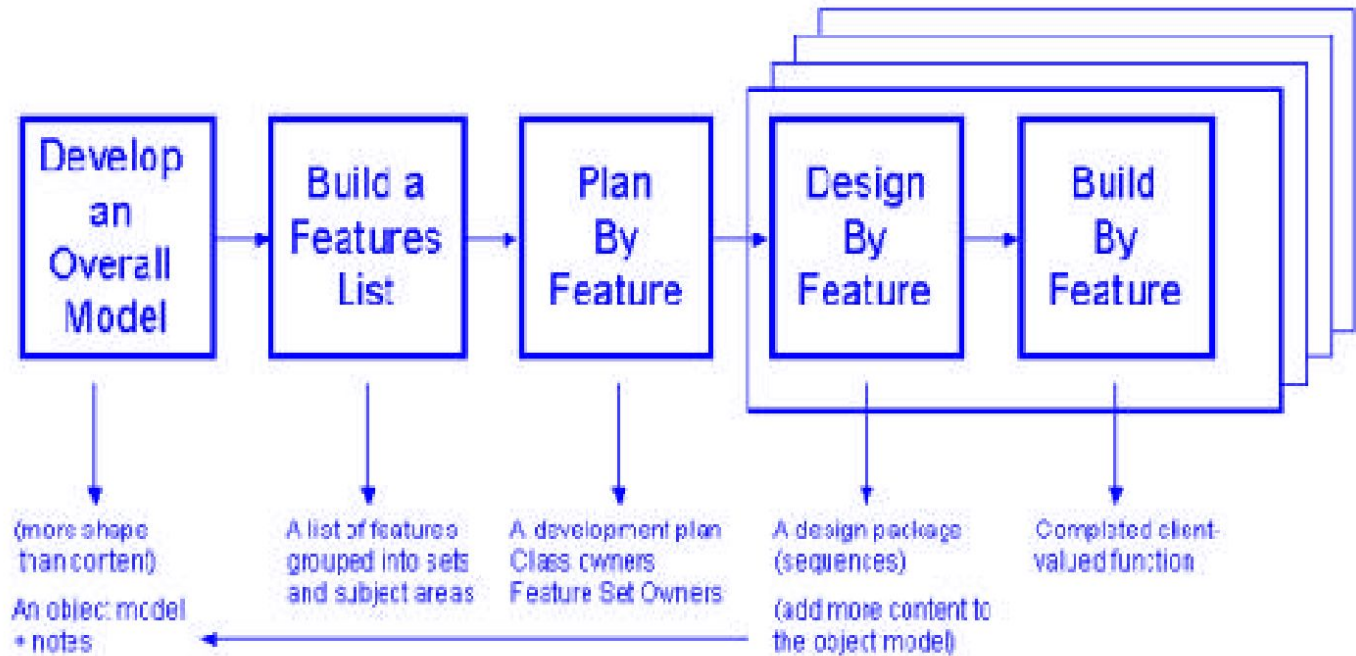 Develop
an
Overall
Model
Build a
Features
List
Plan
By
Feature
Design
By
Feature
Build
By
Feature
(more shape
than content)
An object model
+ notes
A list of features
grouped into sets
and subject areas
A development plan
Class owners
Feature Set Owners
A design package
(sequences)
(add more content to
the object model)
Completed client-
valued function